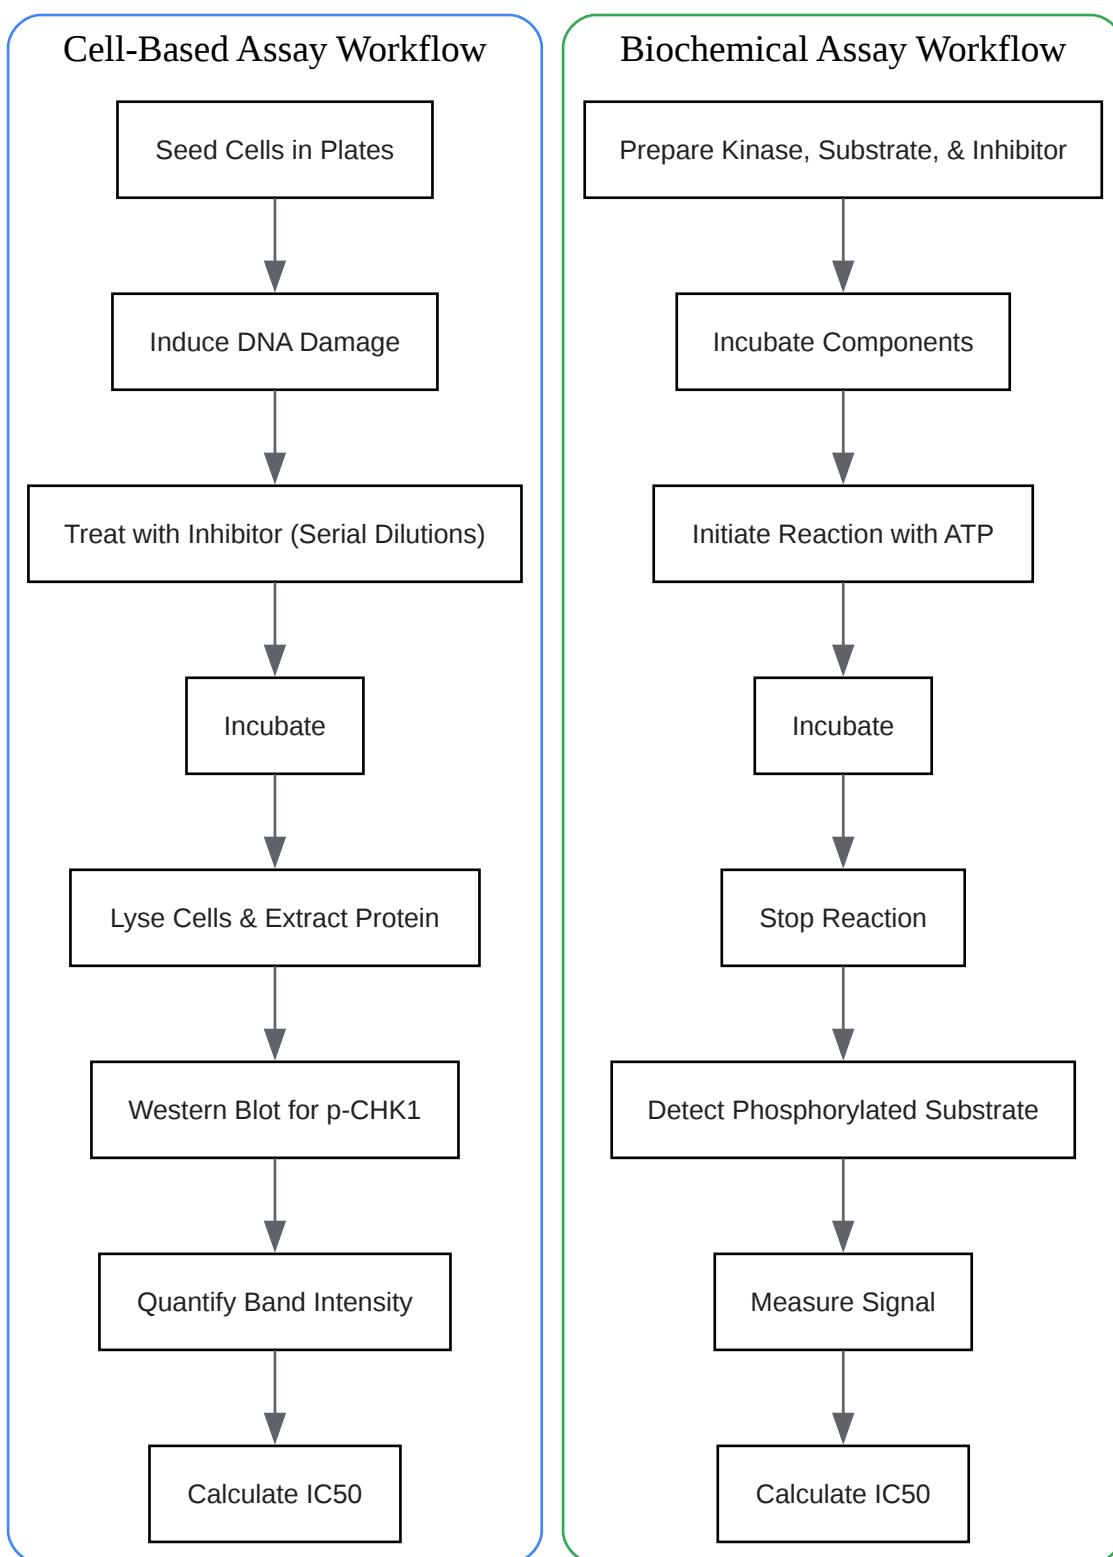 Cell-Based Assay Workflow
Seed Cells in Plates
Induce DNA Damage
Treat with Inhibitor (Serial Dilutions)
Incubate
Lyse Cells & Extract Protein
Western Blot for p-CHK1
Quantify Band Intensity
Calculate IC50
Biochemical Assay Workflow
Prepare Kinase, Substrate, & Inhibitor
Incubate Components
Initiate Reaction with ATP
Incubate
Stop Reaction
Detect Phosphorylated Substrate
Measure Signal
Calculate IC50